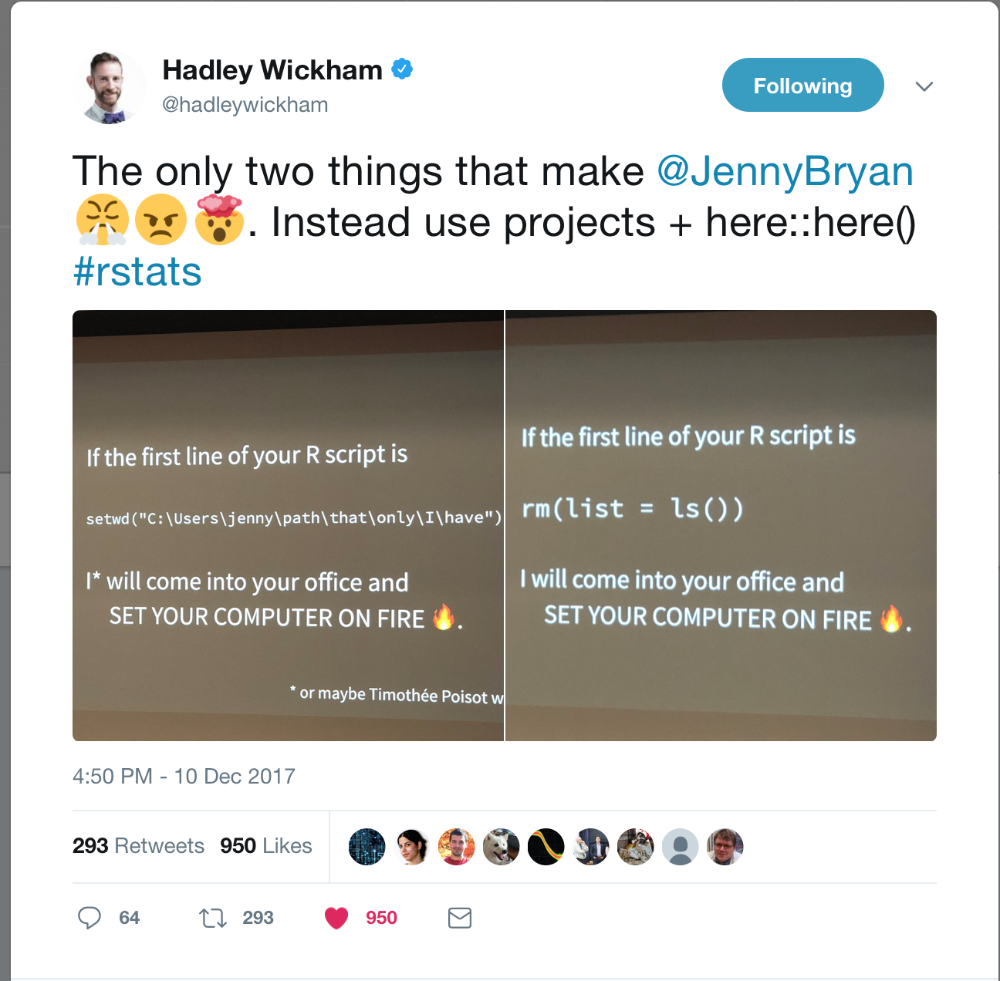 Hadley Wickham
@hadleywickham
Following
The only two things that make @JennyBryan
😤😠🤯. Instead use projects + here::here()
#rstats
If the first line of your R script is
setwd("C:\Users\jenny\path\that\only\I\have")
I* will come into your office and
SET YOUR COMPUTER ON FIRE 🔥.
* or maybe Timothée Poisot w
If the first line of your R script is
rm(list = ls())
I will come into your office and
SET YOUR COMPUTER ON FIRE 🔥.
4:50 PM - 10 Dec 2017
293 Retweets 950 Likes
64 293 950